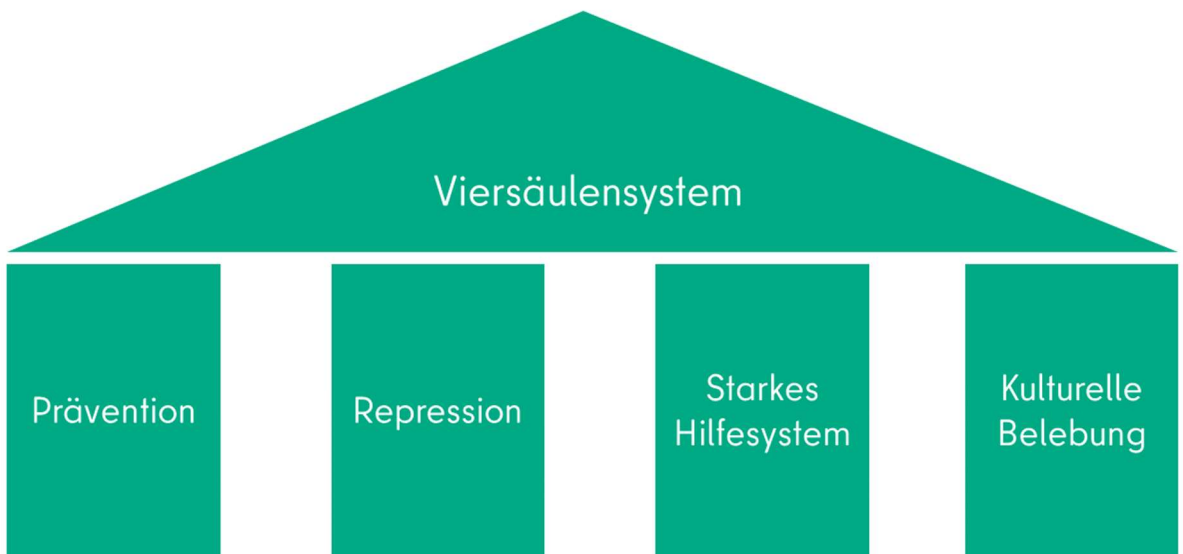 Viersäulensystem
Prävention
Repression
Starkes
Hilfesystem
Kulturelle
Belebung